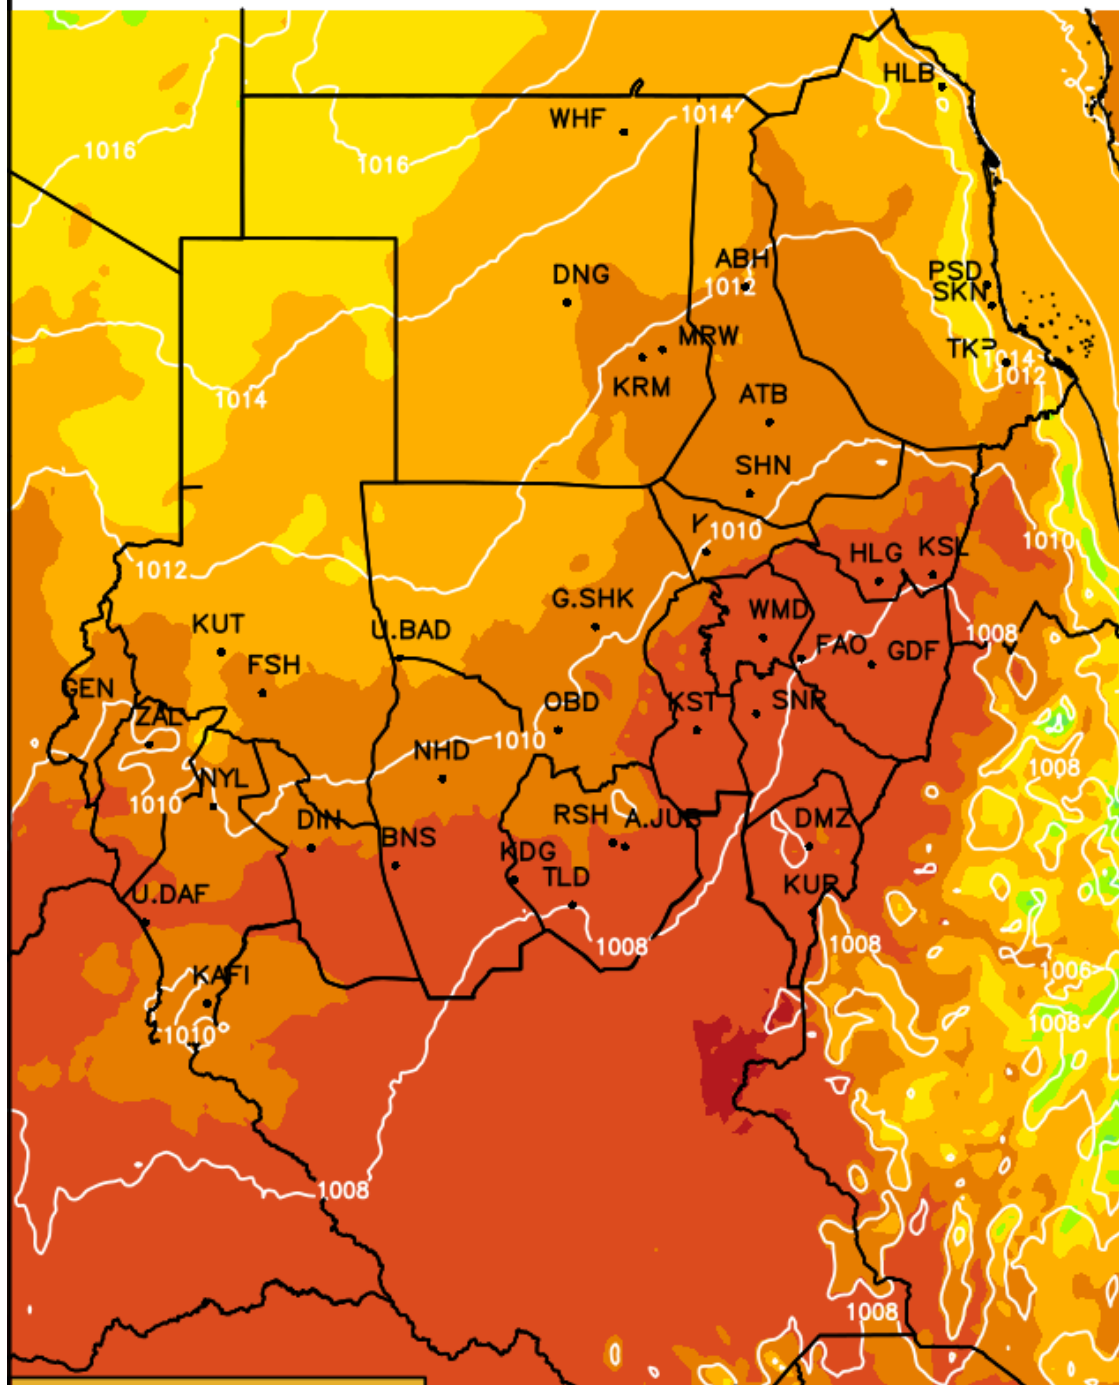 HLB
WHF
1014
1016
1016
ABH
PSD
DNG
1012
SKN
MRW
TKP
1014
1012
KRM
1014
ATB
SHN
1010
1010
1012
HLG
KSL
G.SHK
WMD
KUT
U.BAD
1008
FAO
GDF
FSH
GEN
ZAL
OBD
KST
SNR
1010
NHD
1008
NYL
1010
DIN
RSH
A.JUB
DMZ
BNS
KDG
TLD
KUR
U.DAF
1008
1008
1006
KAFI
1008
1010
1008
1008